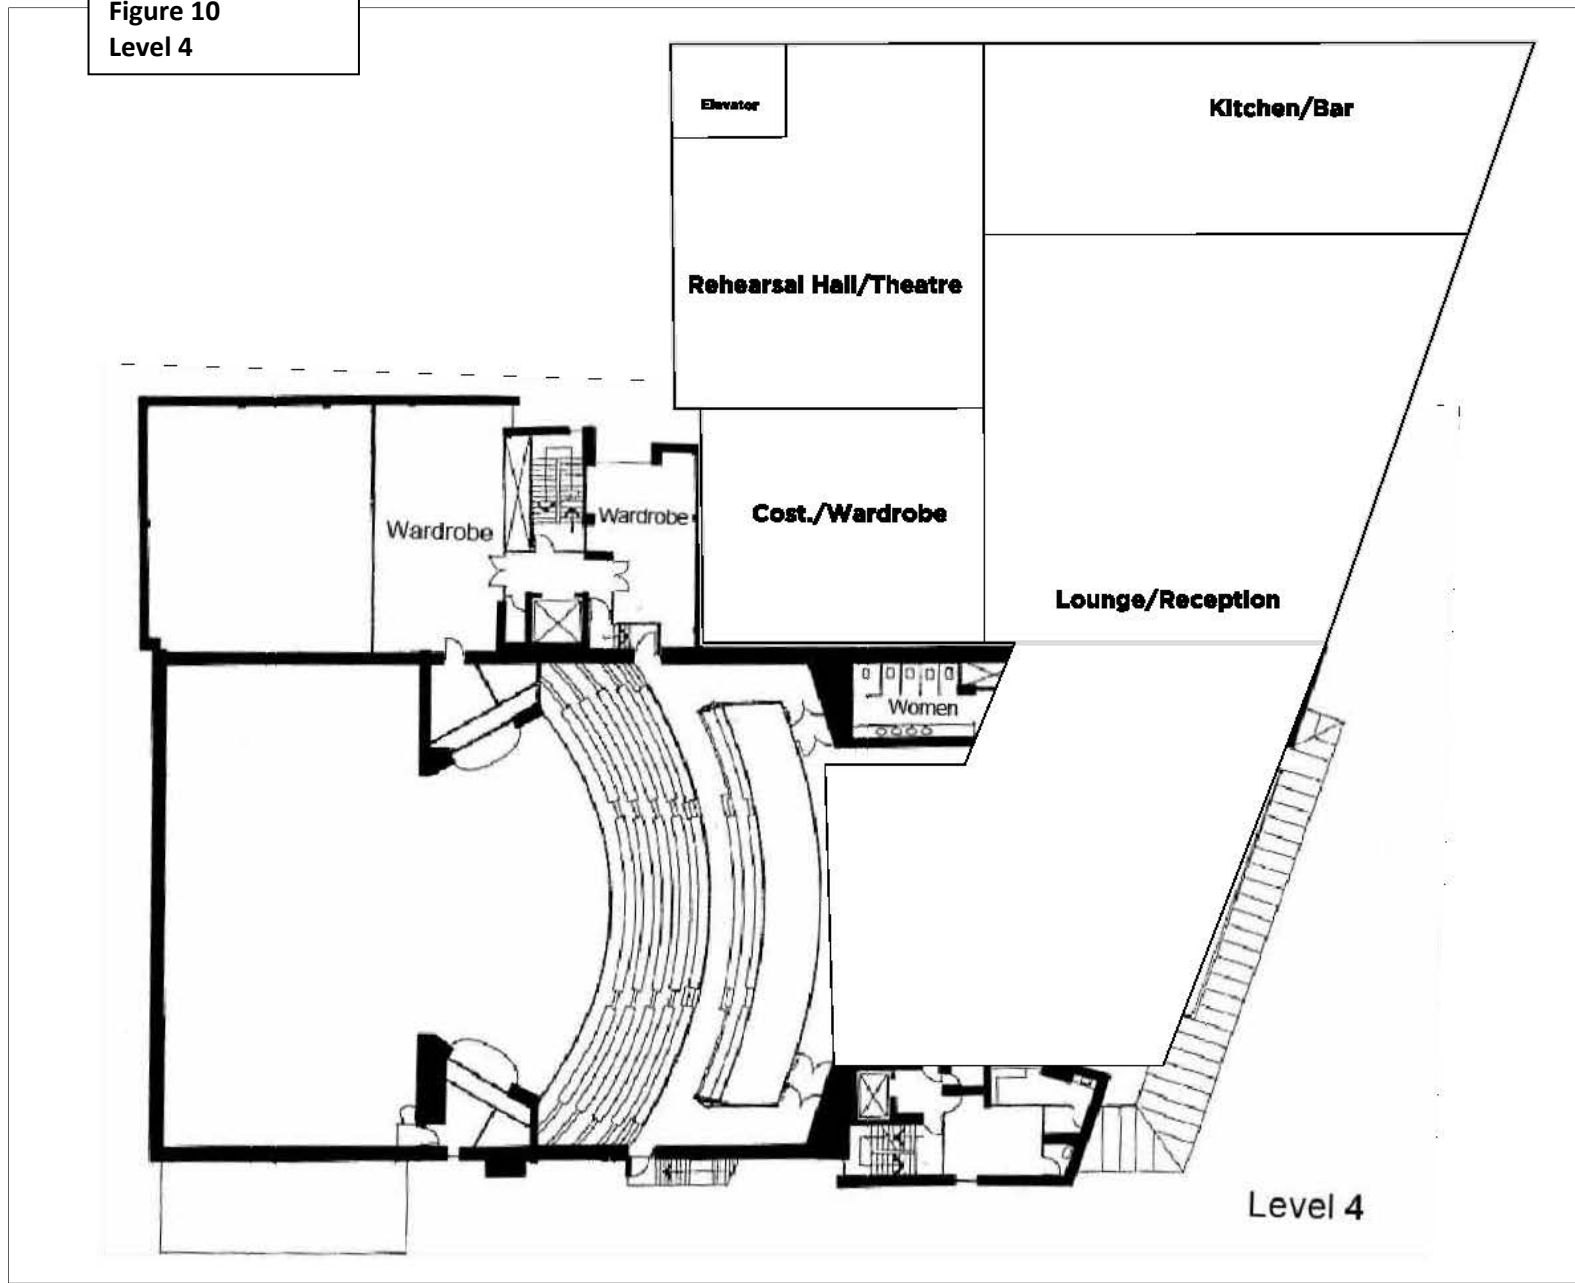 Figure 10
Level 4
Elevator
Kitchen/Bar
Rehearsal Hall/Theatre
Wardrobe
Wardrobe
Cost./Wardrobe
Lounge/Reception
Women
Level 4